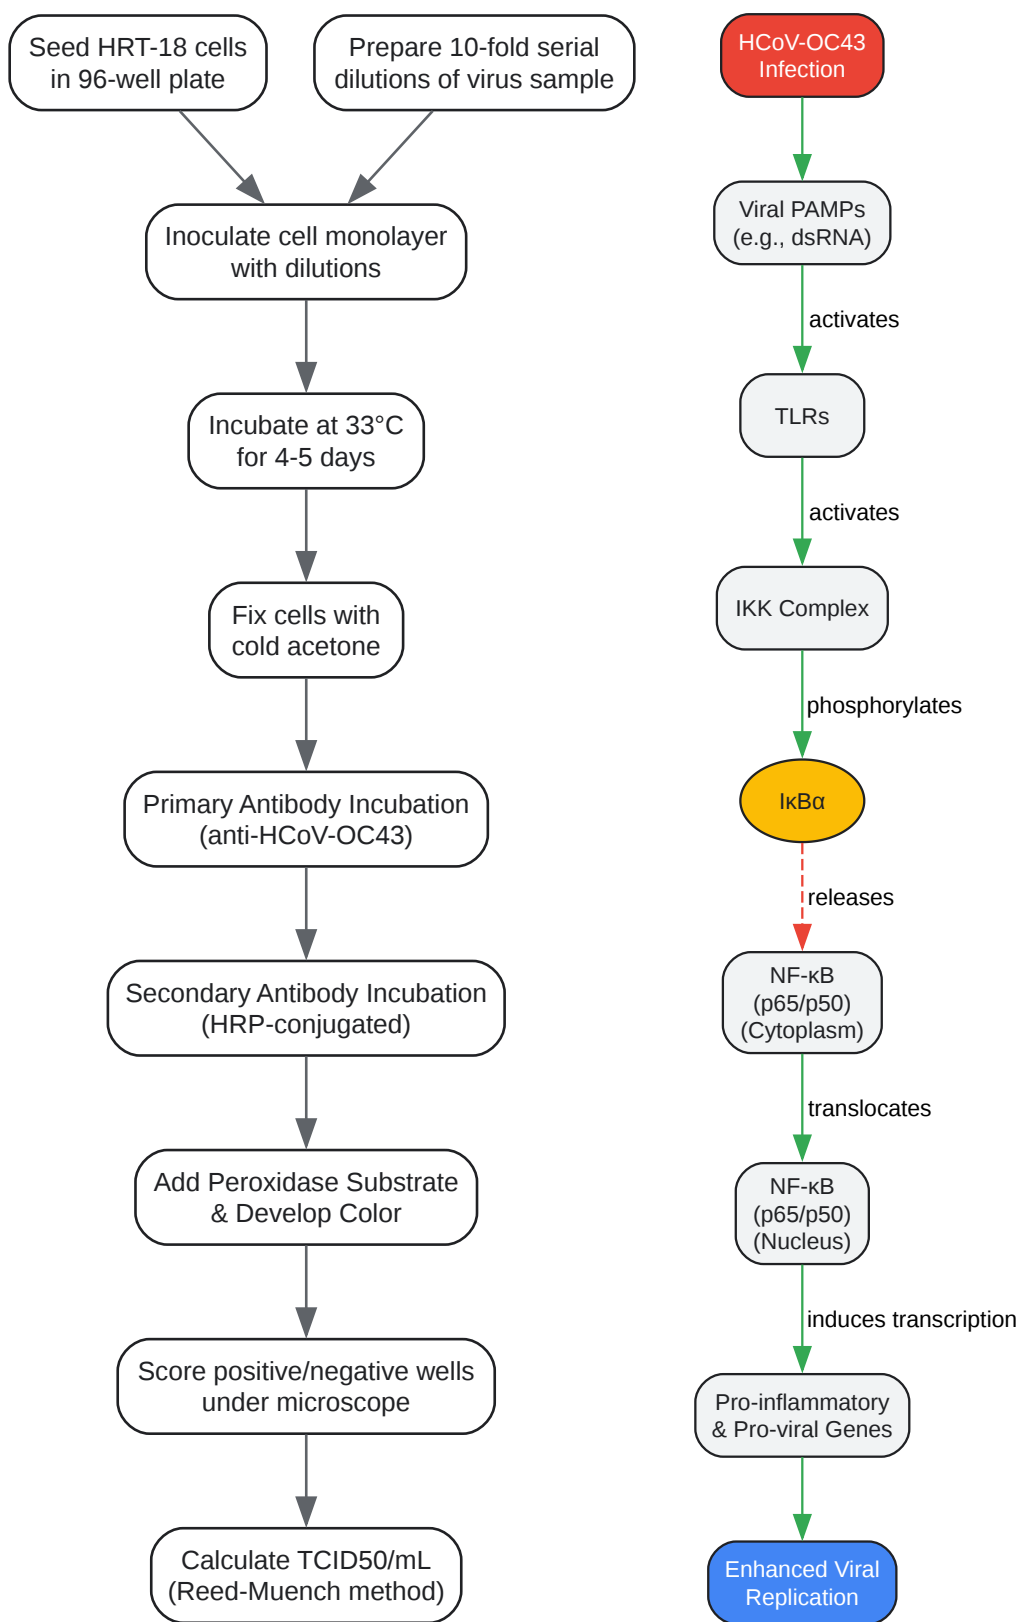 Seed HRT-18 cells
in 96-well plate
Prepare 10-fold serial
dilutions of virus sample
Inoculate cell monolayer
with dilutions
Incubate at 33°C
for 4-5 days
Fix cells with
cold acetone
Primary Antibody Incubation
(anti-HCoV-OC43)
Secondary Antibody Incubation
(HRP-conjugated)
Add Peroxidase Substrate
& Develop Color
Score positive/negative wells
under microscope
Calculate TCID50/mL
(Reed-Muench method)
HCoV-OC43
Infection
Viral PAMPs
(e.g., dsRNA)
activates
TLRs
activates
IKK Complex
phosphorylates
IκBα
releases
NF-κB
(p65/p50)
(Cytoplasm)
translocates
NF-κB
(p65/p50)
(Nucleus)
induces transcription
Pro-inflammatory
& Pro-viral Genes
Enhanced Viral
Replication